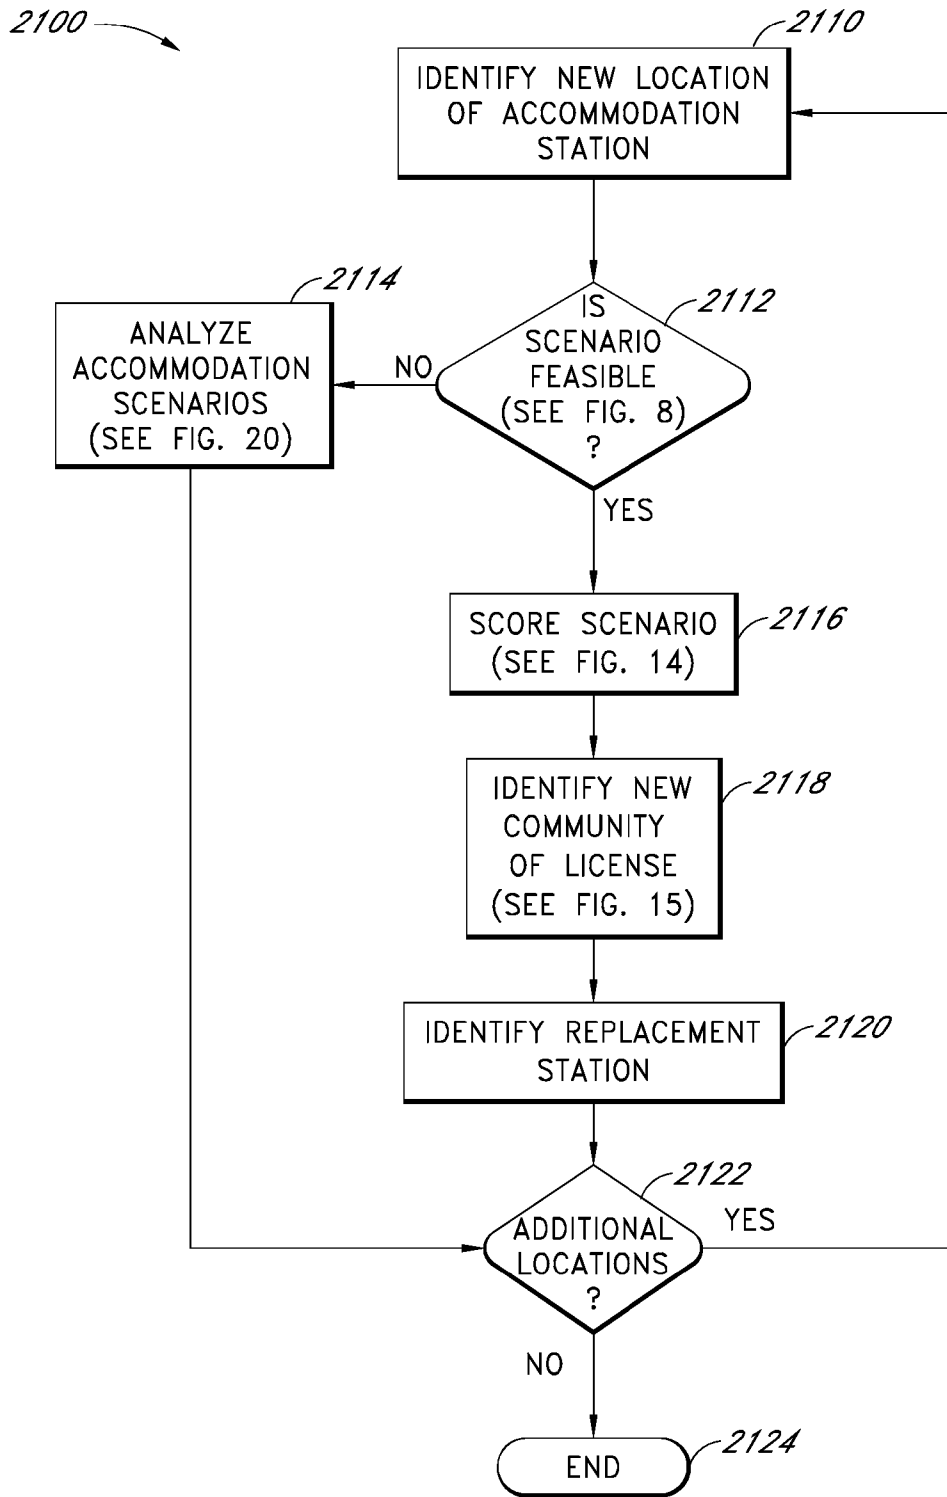 2100
2110
IDENTIFY NEW LOCATION
OF ACCOMMODATION
STATION
2112
IS
SCENARIO
FEASIBLE
(SEE FIG. 8)
?
NO
2114
ANALYZE
ACCOMMODATION
SCENARIOS
(SEE FIG. 20)
YES
2116
SCORE SCENARIO
(SEE FIG. 14)
2118
IDENTIFY NEW
COMMUNITY
OF LICENSE
(SEE FIG. 15)
2120
IDENTIFY REPLACEMENT
STATION
2122
ADDITIONAL
LOCATIONS
?
YES
NO
2124
END